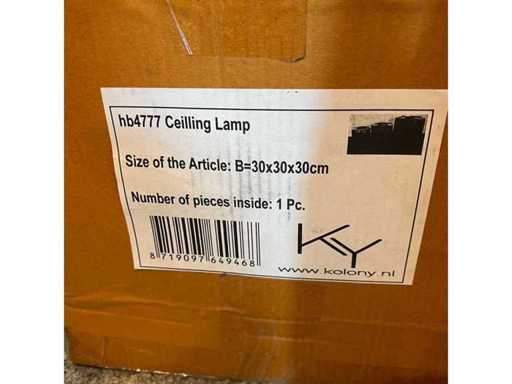 hb4777 Ceilling Lamp
Size of the Article: B=30x30x30cm
Number of pieces inside: 1 Pc.
8 719097 649468
KY
www.kolony.nl